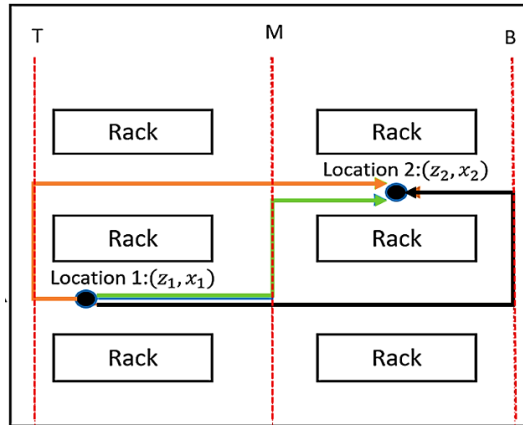 T M B
Rack Rack
Location 2:(z₂, x₂)
Rack Rack
Location 1:(z₁, x₁)
Rack Rack